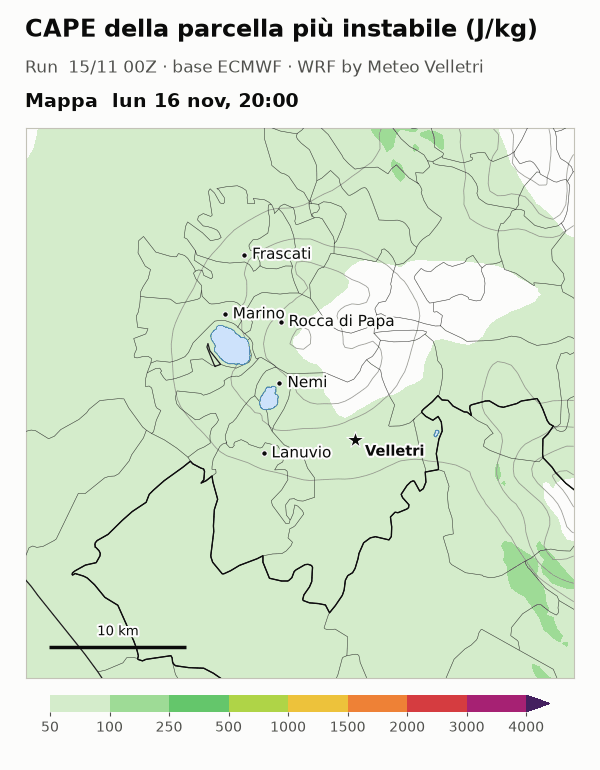 CAPE della parcella più instabile (J/kg)
Run  15/11 00Z · base ECMWF · WRF by Meteo Velletri
Mappa  lun 16 nov, 20:00
Frascati
Marino
Rocca di Papa
Nemi
Velletri
Lanuvio
10 km
50 100 250 500 1000 1500 2000 3000 4000